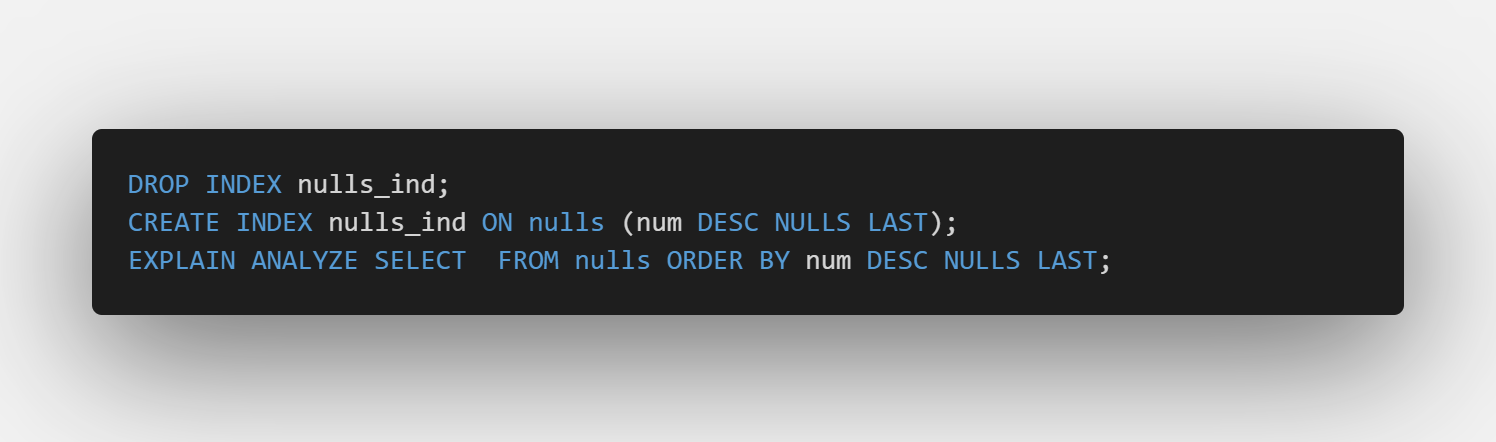 DROP INDEX nulls_ind;
CREATE INDEX nulls_ind ON nulls (num DESC NULLS LAST);
EXPLAIN ANALYZE SELECT  FROM nulls ORDER BY num DESC NULLS LAST;